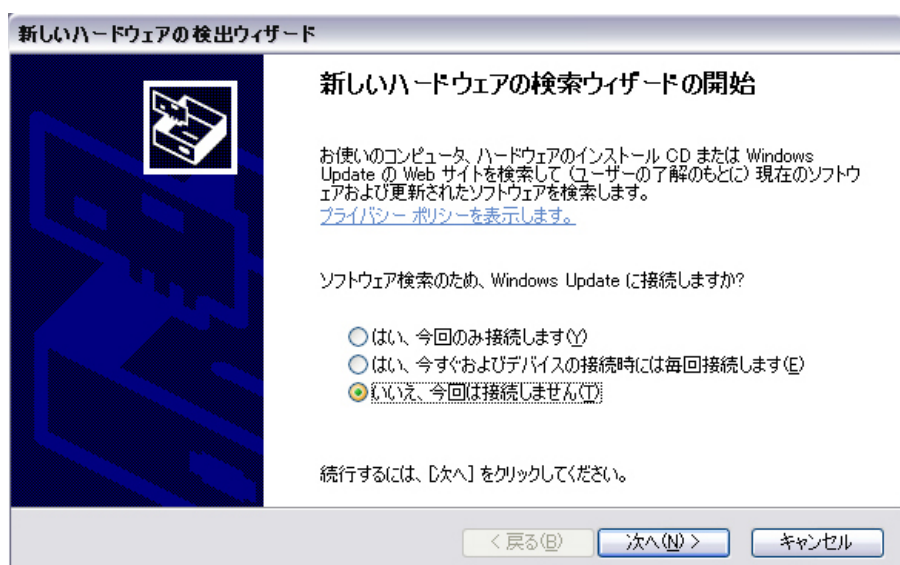 新しいハードウェアの検出ウィザード
新しいハードウェアの検索ウィザードの開始
お使いのコンピュータ、ハードウェアのインストール CD または Windows
Update の Web サイトを検索して (ユーザーの了解のもとに) 現在のソフトウ
ェアおよび更新されたソフトウェアを検索します。
プライバシー ポリシーを表示します。
ソフトウェア検索のため、Windows Update に接続しますか?
はい、今回のみ接続します(Y)
はい、今すぐおよびデバイスの接続時には毎回接続します(E)
いいえ、今回は接続しません(T)
続行するには、[次へ] をクリックしてください。
< 戻る(B)
次へ(N) >
キャンセル